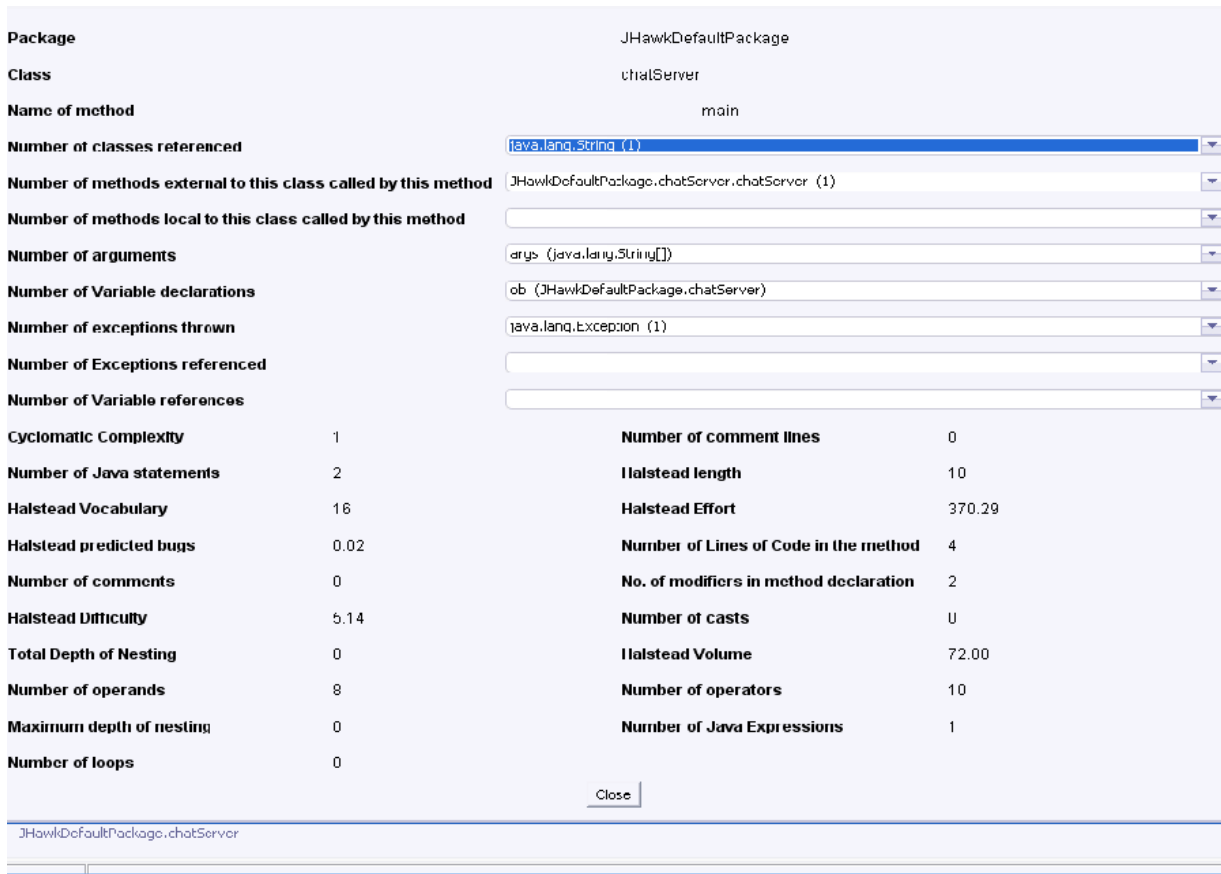 Package JHawkDefaultPackage
Class chatServer
Name of method main
Number of classes referenced java.lang.String (1)
Number of methods external to this class called by this method JHawkDefaultPackage.chatServer.chatServer (1)
Number of methods local to this class called by this method
Number of arguments args (java.lang.String[])
Number of Variable declarations ob (JHawkDefaultPackage.chatServer)
Number of exceptions thrown java.lang.Exception (1)
Number of Exceptions referenced
Number of Variable references
Cyclomatic Complexity 1 Number of comment lines 0
Number of Java statements 2 Halstead length 18
Halstead Vocabulary 16 Halstead Effort 370.29
Halstead predicted bugs 0.02 Number of Lines of Code in the method 4
Number of comments 0 No. of modifiers in method declaration 2
Halstead Difficulty 5.14 Number of casts 0
Total Depth of Nesting 0 Halstead Volume 72.00
Number of operands 8 Number of operators 10
Maximum depth of nesting 0 Number of Java Expressions 1
Number of loops 0
Close
JHawkDefaultPackage.chatServer